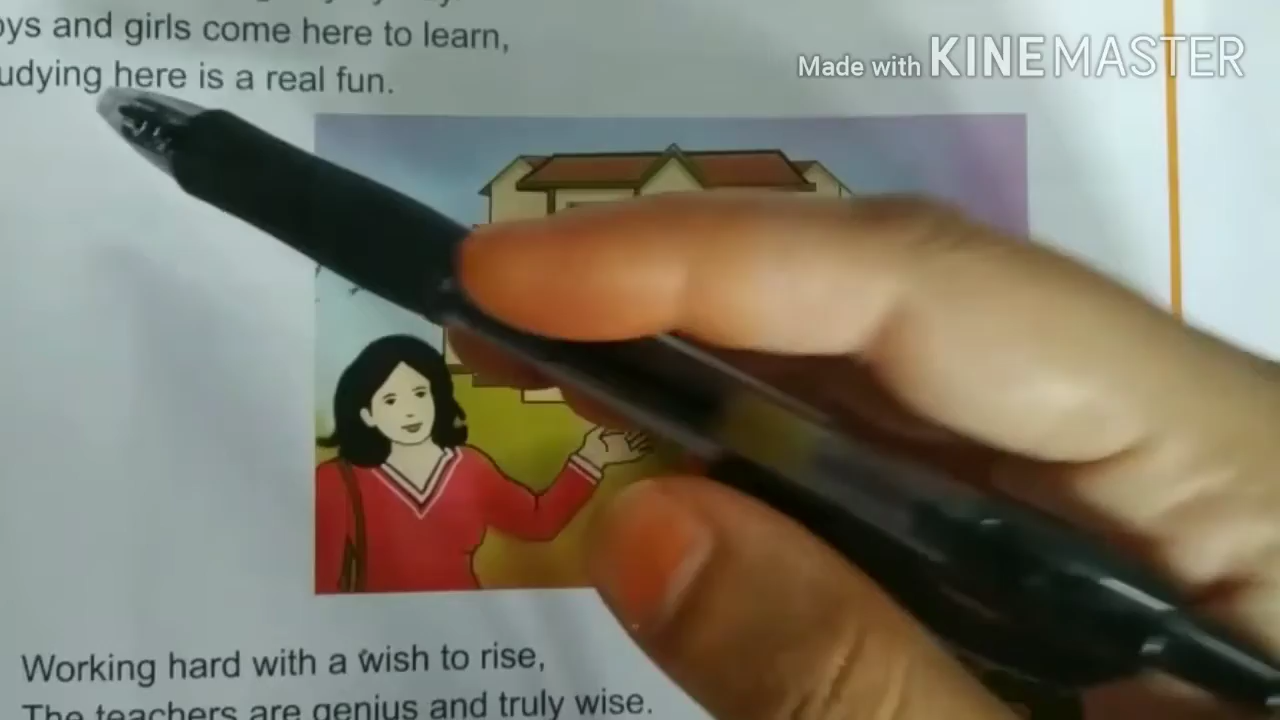 oys and girls come here to learn,
udying here is a real fun.
Made with KINEMASTER
Working hard with a wish to rise,
The teachers are genius and truly wise.